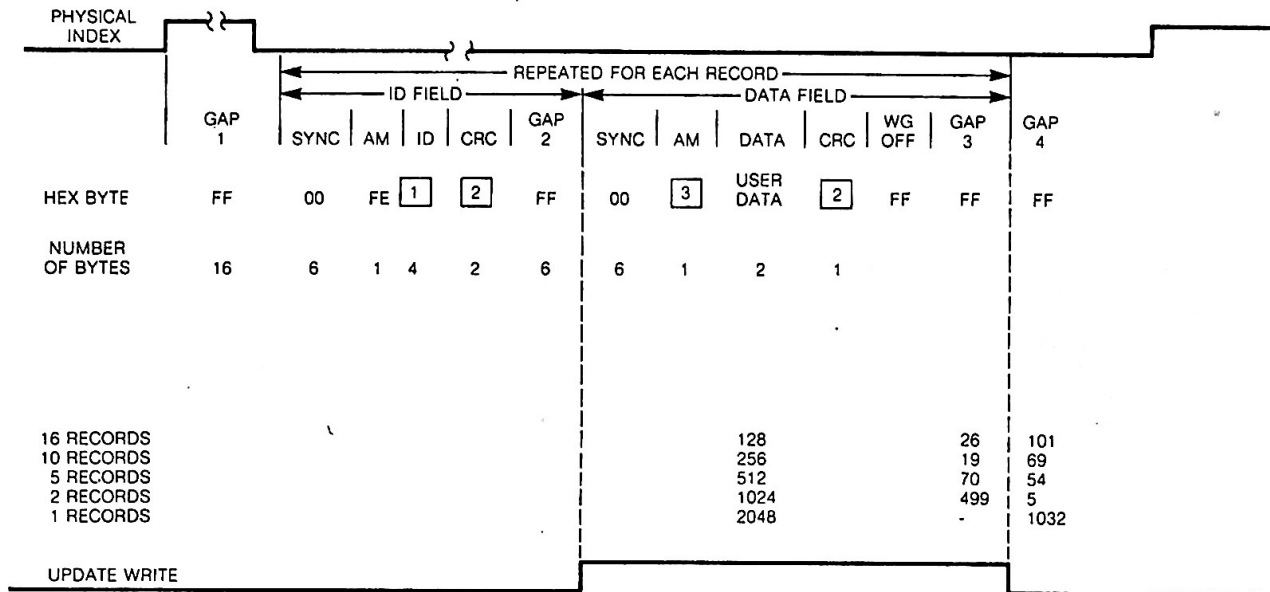 PHYSICAL
INDEX
REPEATED FOR EACH RECORD
ID FIELD DATA FIELD
GAP 1 SYNC AM ID CRC GAP 2 SYNC AM DATA CRC WG OFF GAP 3 GAP 4
HEX BYTE FF 00 FE 1 2 FF 00 3 USER DATA 2 FF FF FF
NUMBER
OF BYTES 16 6 1 4 2 6 6 1 2 1
16 RECORDS 128 26 101
10 RECORDS 256 19 69
5 RECORDS 512 70 54
2 RECORDS 1024 499 5
1 RECORDS 2048 - 1032
UPDATE WRITE